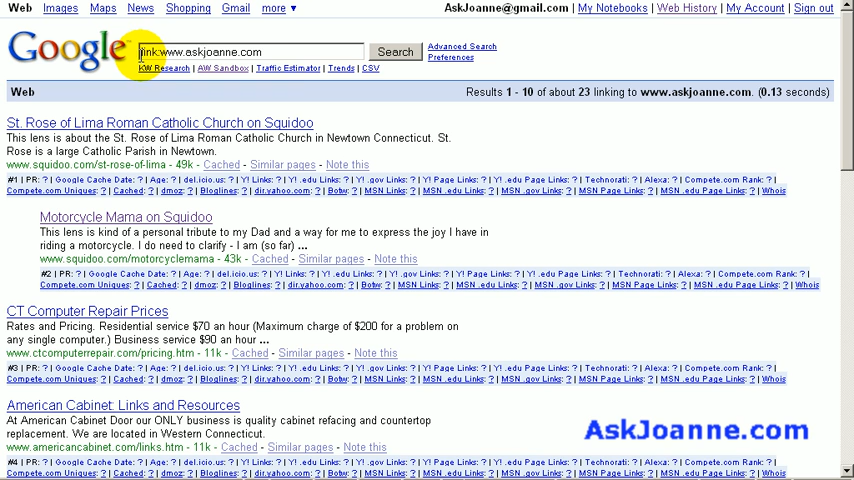 Web Images Maps News Shopping Gmail more ▼ AskJoanne@gmail.com | My Notebooks | Web History | My Account | Sign out
Google link:www.askjoanne.com Search Advanced Search
Preferences
KW Research | AW Sandbox | Traffic Estimator | Trends | CSV
Web Results 1 - 10 of about 23 linking to www.askjoanne.com. (0.13 seconds)
St. Rose of Lima Roman Catholic Church on Squidoo
This lens is about the St. Rose of Lima Roman Catholic Church in Newtown Connecticut. St.
Rose is a large Catholic Parish in Newtown.
www.squidoo.com/st-rose-of-lima - 49k - Cached - Similar pages - Note this
#1 | PR: ? | Google Cache Date: ? | Age: ? | del.icio.us: ? | Y! Links: ? | Y! .edu Links: ? | Y! .gov Links: ? | Y! Page Links: ? | Y! .edu Page Links: ? | Technorati: ? | Alexa: ? | Compete.com Rank: ? |
Compete.com Uniques: ? | Cached: ? | dmoz: ? | Bloglines: ? | dir.yahoo.com: ? | Botw: ? | MSN Links: ? | MSN .edu Links: ? | MSN .gov Links: ? | MSN Page Links: ? | MSN .edu Page Links: ? | Whois
Motorcycle Mama on Squidoo
This lens is kind of a personal tribute to my Dad and a way for me to express the joy I have in
riding a motorcycle. I do need to clarify - I am (so far) ...
www.squidoo.com/motorcyclemama - 43k - Cached - Similar pages - Note this
#2 | PR: ? | Google Cache Date: ? | Age: ? | del.icio.us: ? | Y! Links: ? | Y! .edu Links: ? | Y! .gov Links: ? | Y! Page Links: ? | Y! .edu Page Links: ? | Technorati: ? | Alexa: ? | Compete.com Rank: ? |
Compete.com Uniques: ? | Cached: ? | dmoz: ? | Bloglines: ? | dir.yahoo.com: ? | Botw: ? | MSN Links: ? | MSN .edu Links: ? | MSN .gov Links: ? | MSN Page Links: ? | MSN .edu Page Links: ? | Whois
CT Computer Repair Prices
Rates and Pricing. Residential service $70 an hour (Maximum charge of $200 for a problem on
any single computer.) Business service $90 an hour ...
www.ctcomputerrepair.com/pricing.htm - 11k - Cached - Similar pages - Note this
#3 | PR: ? | Google Cache Date: ? | Age: ? | del.icio.us: ? | Y! Links: ? | Y! .edu Links: ? | Y! .gov Links: ? | Y! Page Links: ? | Y! .edu Page Links: ? | Technorati: ? | Alexa: ? | Compete.com Rank: ? |
Compete.com Uniques: ? | Cached: ? | dmoz: ? | Bloglines: ? | dir.yahoo.com: ? | Botw: ? | MSN Links: ? | MSN .edu Links: ? | MSN .gov Links: ? | MSN Page Links: ? | MSN .edu Page Links: ? | Whois
American Cabinet: Links and Resources
At American Cabinet Door our ONLY business is quality cabinet refacing and countertop
replacement. We are located in Western Connecticut.
www.americancabinet.com/links.htm - 11k - Cached - Similar pages - Note this
AskJoanne.com
#4 | PR: ? | Google Cache Date: ? | Age: ? | del.icio.us: ? | Y! Links: ? | Y! .edu Links: ? | Y! .gov Links: ? | Y! Page Links: ? | Y! .edu Page Links: ? | Technorati: ? | Alexa: ? | Compete.com Rank: ? |
Compete.com Uniques: ? | Cached: ? | dmoz: ? | Bloglines: ? | dir.yahoo.com: ? | Botw: ? | MSN Links: ? | MSN .edu Links: ? | MSN .gov Links: ? | MSN Page Links: ? | MSN .edu Page Links: ? | Whois